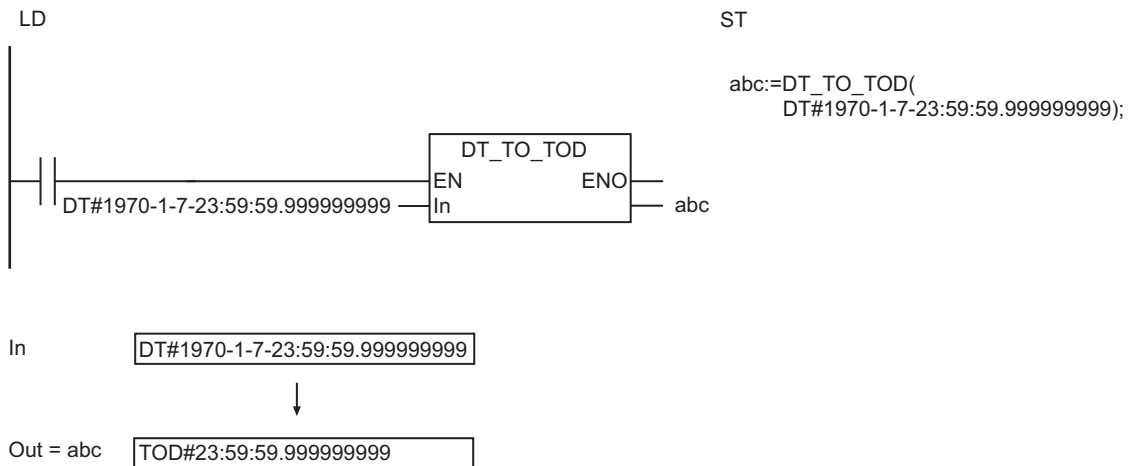 LD
ST
abc:=DT_TO_TOD(
DT#1970-1-7-23:59:59.999999999);
DT_TO_TOD
EN ENO
DT#1970-1-7-23:59:59.999999999 In abc
In DT#1970-1-7-23:59:59.999999999
Out = abc TOD#23:59:59.999999999